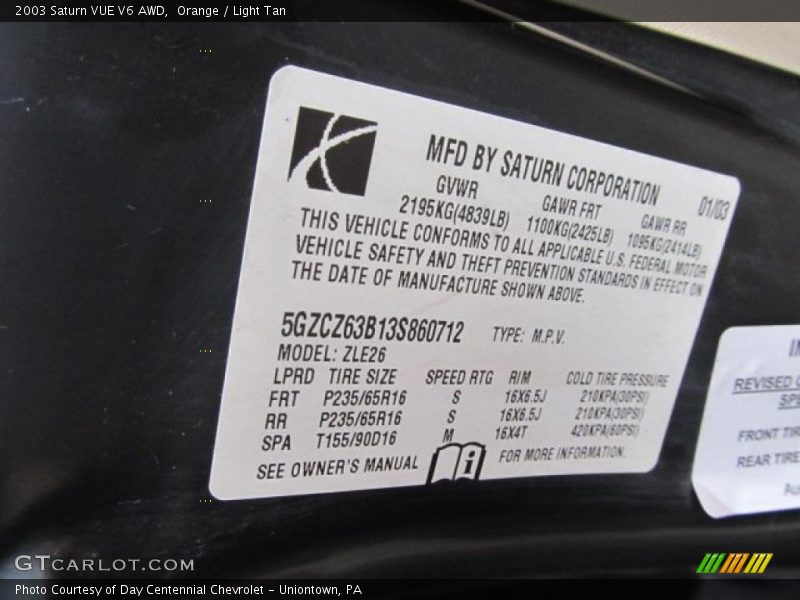 2003 Saturn VUE V6 AWD,  Orange / Light Tan
MFD BY SATURN CORPORATION 01/03
GVWR GAWR FRT GAWR RR
2195KG(4839LB) 1100KG(2425LB) 1095KG(2414LB)
THIS VEHICLE CONFORMS TO ALL APPLICABLE U.S. FEDERAL MOTOR
VEHICLE SAFETY AND THEFT PREVENTION STANDARDS IN EFFECT ON
THE DATE OF MANUFACTURE SHOWN ABOVE.
5GZCZ63B13S860712 TYPE: M.P.V.
MODEL: ZLE26
LPRD TIRE SIZE SPEED RTG RIM COLD TIRE PRESSURE
FRT P235/65R16 S 16X6.5J 210KPA(30PSI)
RR P235/65R16 S 16X6.5J 210KPA(30PSI)
SPA T155/90D16 M 16X4T 420KPA(60PSI)
SEE OWNER'S MANUAL i FOR MORE INFORMATION.
REVISED
FRONT TIR
REAR TIRE
GTCARLOT.COM
Photo Courtesy of Day Centennial Chevrolet - Uniontown, PA